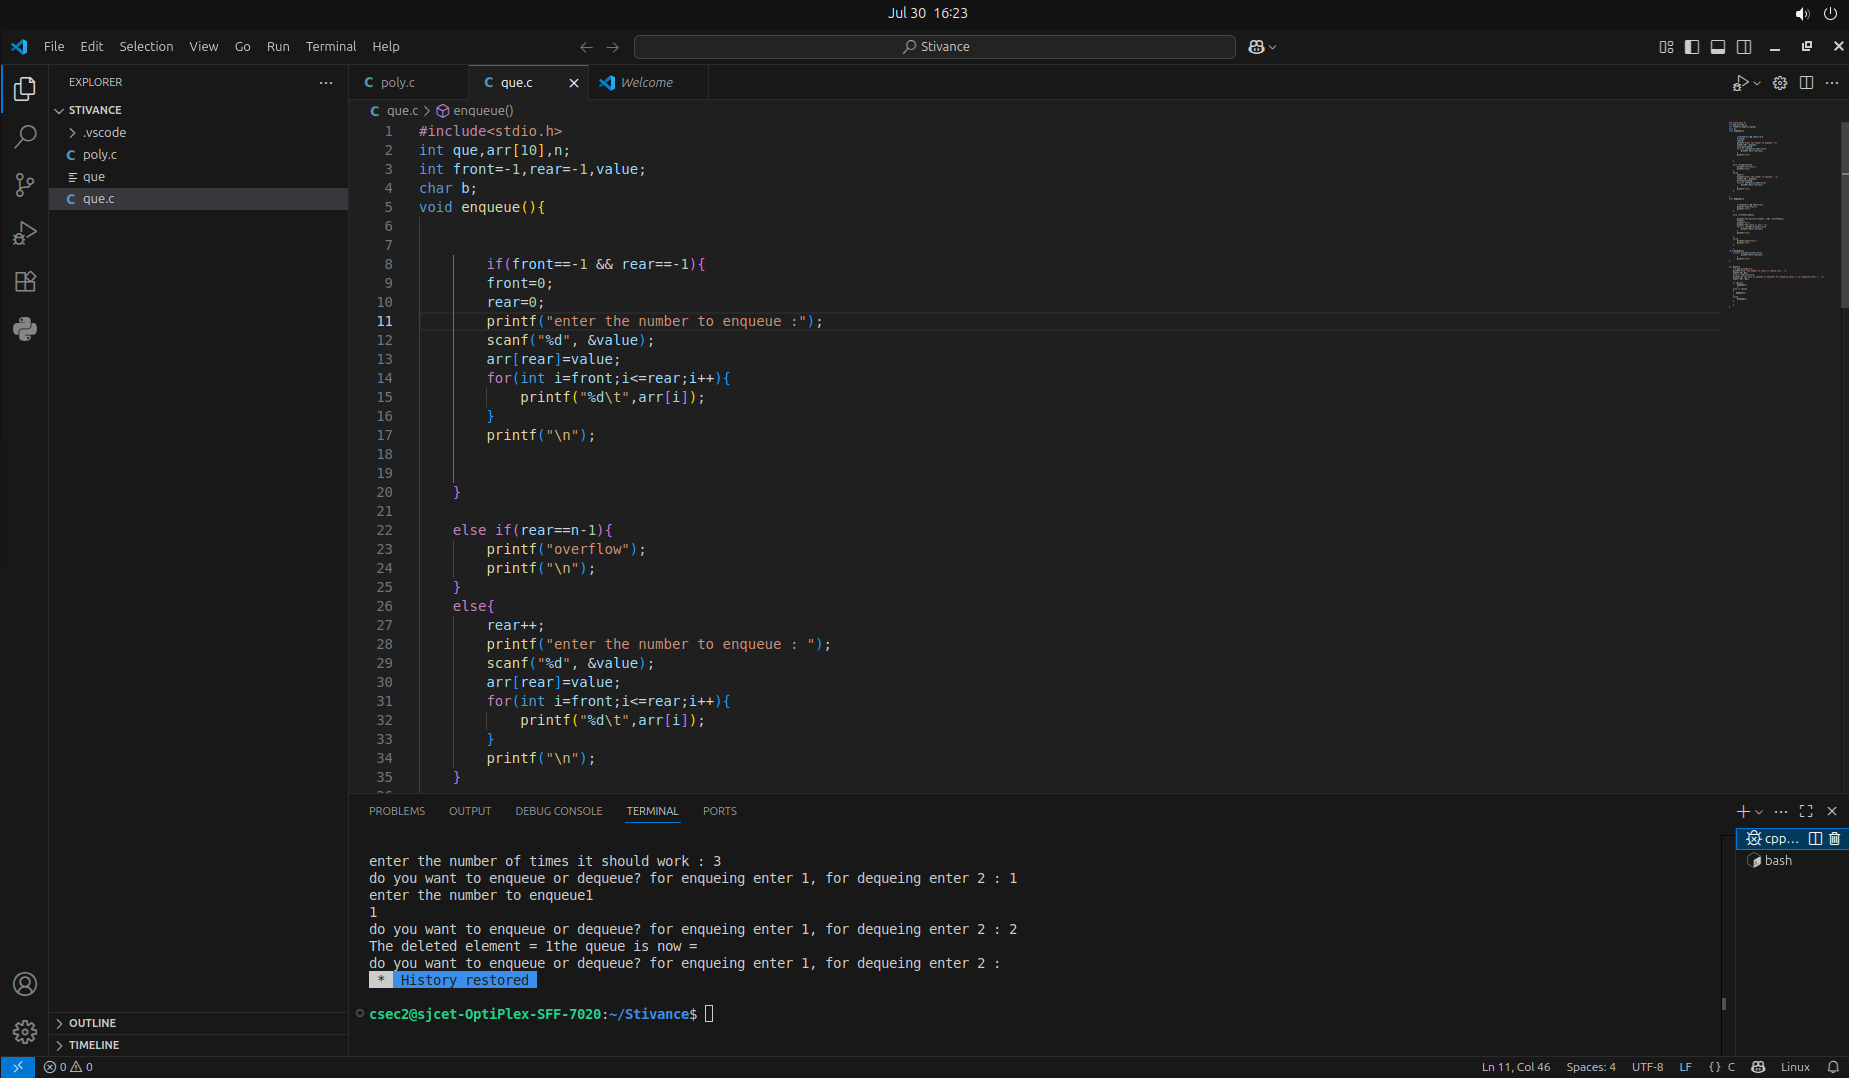 Jul 30 16:23
File Edit Selection View Go Run Terminal Help
Stivance
EXPLORER
STIVANCE
.vscode
C poly.c
que
C que.c
C poly.c
C que.c
Welcome
C que.c > enqueue()
1 #include<stdio.h>
2 int que,arr[10],n;
3 int front=-1,rear=-1,value;
4 char b;
5 void enqueue(){
6
7
8 if(front==-1 && rear==-1){
9 front=0;
10 rear=0;
11 printf("enter the number to enqueue :");
12 scanf("%d", &value);
13 arr[rear]=value;
14 for(int i=front;i<=rear;i++){
15 printf("%d\t",arr[i]);
16 }
17 printf("\n");
18
19
20 }
21
22 else if(rear==n-1){
23 printf("overflow");
24 printf("\n");
25 }
26 else{
27 rear++;
28 printf("enter the number to enqueue : ");
29 scanf("%d", &value);
30 arr[rear]=value;
31 for(int i=front;i<=rear;i++){
32 printf("%d\t",arr[i]);
33 }
34 printf("\n");
35 }
PROBLEMS OUTPUT DEBUG CONSOLE TERMINAL PORTS
enter the number of times it should work : 3
do you want to enqueue or dequeue? for enqueing enter 1, for dequeing enter 2 : 1
enter the number to enqueue1
1
do you want to enqueue or dequeue? for enqueing enter 1, for dequeing enter 2 : 2
The deleted element = 1the queue is now =
do you want to enqueue or dequeue? for enqueing enter 1, for dequeing enter 2 :
* History restored
csec2@sjcet-OptiPlex-SFF-7020:~/Stivance$
cpp...
bash
OUTLINE
TIMELINE
0 0
Ln 11, Col 46 Spaces: 4 UTF-8 LF {} C Linux